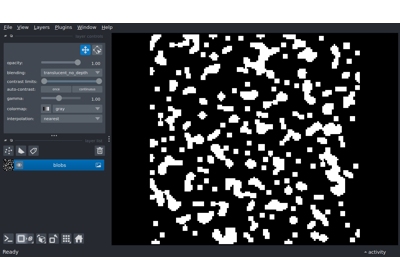 File View Layers Plugins Window Help
opacity: 1.00
blending: translucent_no_depth
contrast limits:
auto-contrast: once continuous
gamma: 1.00
colormap: gray
interpolation: nearest
blobs
Ready activity